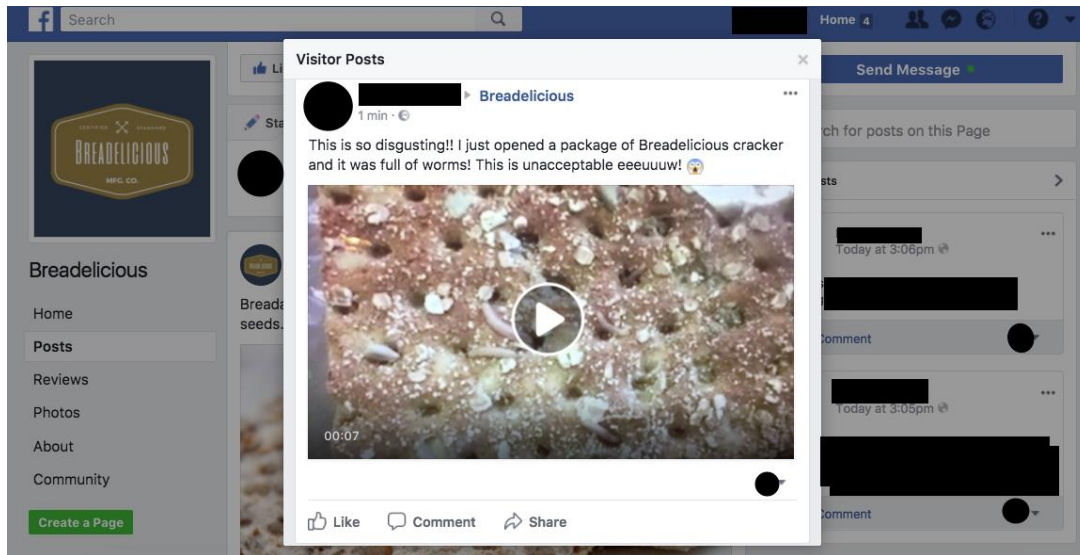 Search
Home 4
BREADELICIOUS
MFG. CO.
Breadelicious
Home
Posts
Reviews
Photos
About
Community
Create a Page
Li
Sta
Breada
seeds.
Visitor Posts
Breadelicious
1 min
This is so disgusting!! I just opened a package of Breadelicious cracker
and it was full of worms! This is unacceptable eeeuuuw! 😱
00:07
Like Comment Share
Send Message
ch for posts on this Page
sts
Today at 3:06pm
Comment
Today at 3:05pm
Comment